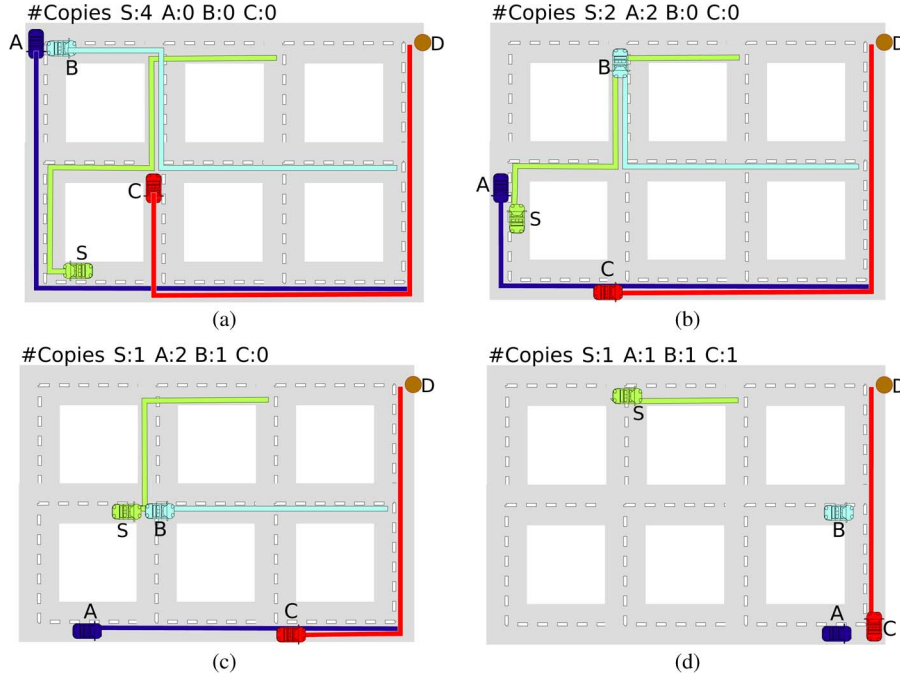 #Copies S:4 A:0 B:0 C:0
A
B
D
C
S
(a)
#Copies S:2 A:2 B:0 C:0
B
D
A
S
C
(b)
#Copies S:1 A:2 B:1 C:0
D
S
B
A
C
(c)
#Copies S:1 A:1 B:1 C:1
D
S
B
A
C
(d)